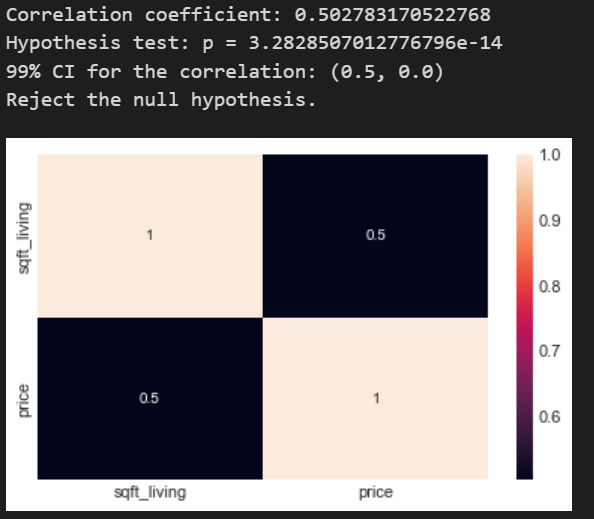 Correlation coefficient: 0.502783170522768
Hypothesis test: p = 3.2828507012776796e-14
99% CI for the correlation: (0.5, 0.0)
Reject the null hypothesis.
1.0
0.9
0.8
0.7
0.6
sqft_living
1
0.5
price
0.5
1
sqft_living
price